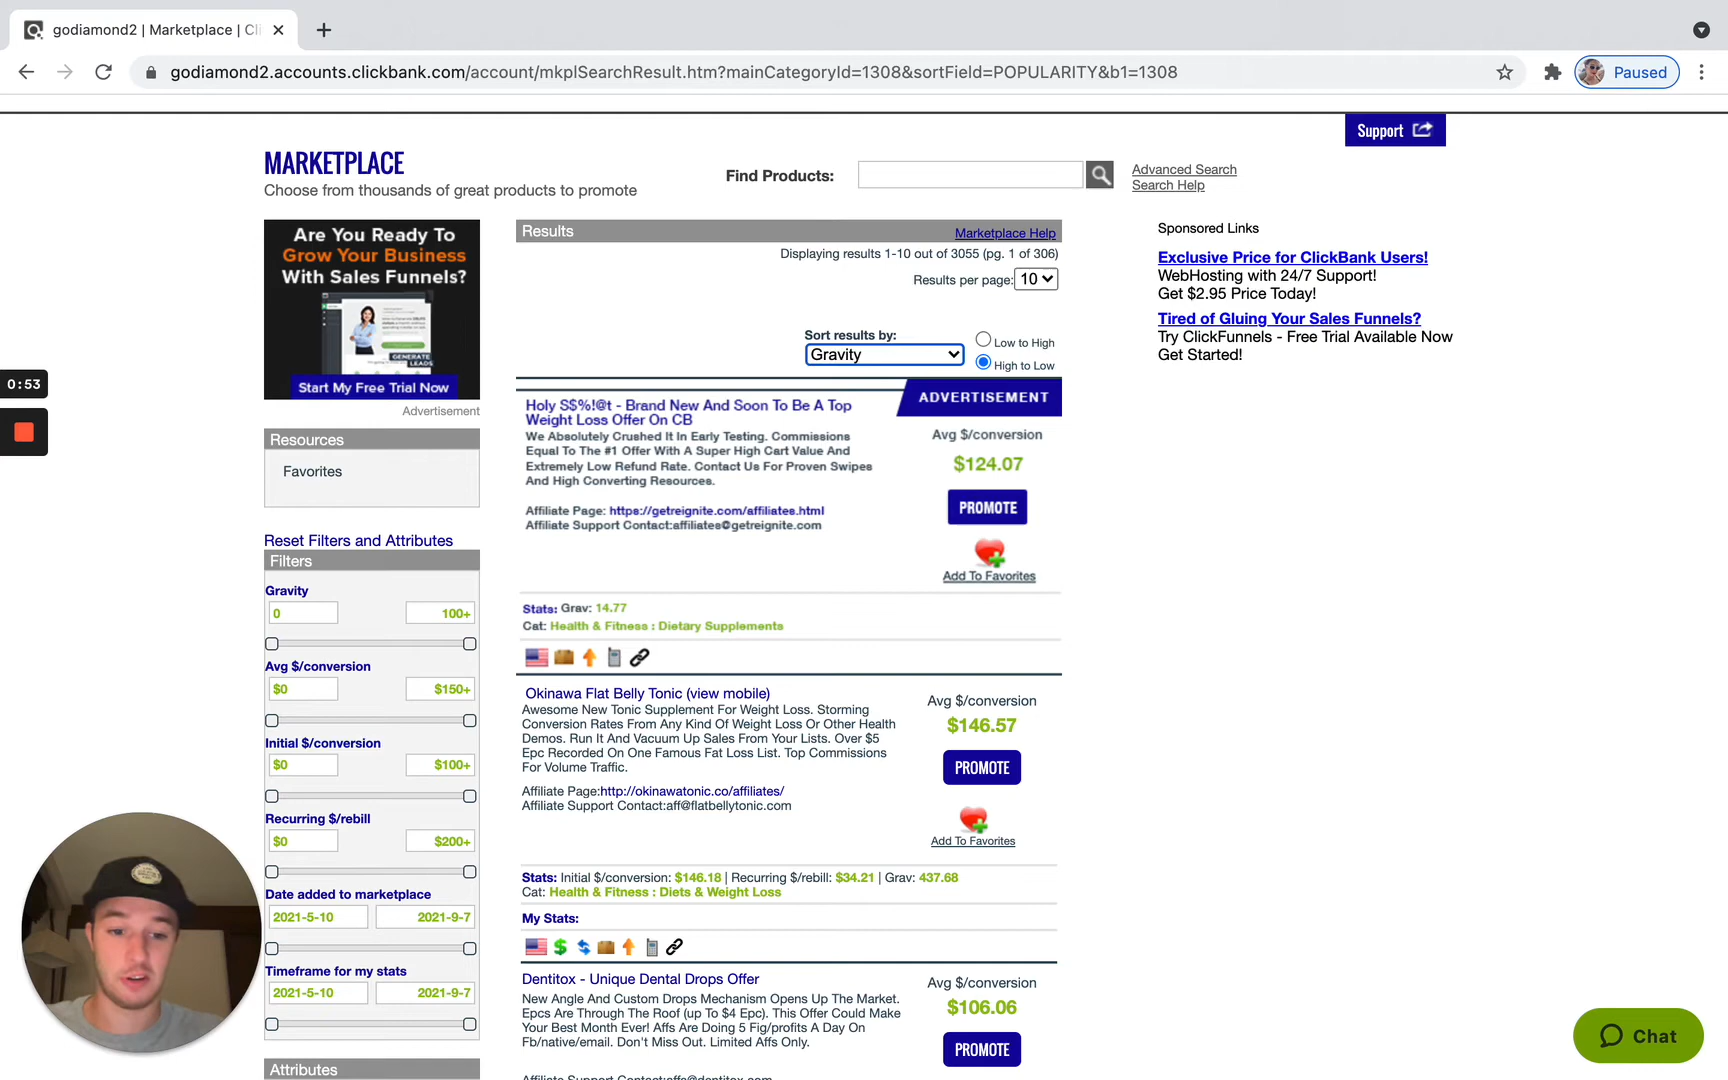 godiamond2 | Marketplace | Cli
godiamond2.accounts.clickbank.com/account/mkplSearchResult.htm?mainCategoryId=1308&sortField=POPULARITY&b1=1308
Paused
Support
MARKETPLACE
Choose from thousands of great products to promote
Find Products:
Advanced Search
Search Help
Are You Ready To
Grow Your Business
With Sales Funnels?
GENERATE
LEADS
Start My Free Trial Now
Advertisement
Resources
Favorites
Reset Filters and Attributes
Filters
Gravity
0 100+
Avg $/conversion
$0 $150+
Initial $/conversion
$0 $100+
Recurring $/rebill
$0 $200+
Date added to marketplace
2021-5-10 2021-9-7
Timeframe for my stats
2021-5-10 2021-9-7
Attributes
Results
Marketplace Help
Displaying results 1-10 out of 3055 (pg. 1 of 306)
Results per page: 10
Sort results by:
Gravity
Low to High
High to Low
ADVERTISEMENT
Holy S$%!@t - Brand New And Soon To Be A Top
Weight Loss Offer On CB
We Absolutely Crushed It In Early Testing. Commissions
Equal To The #1 Offer With A Super High Cart Value And
Extremely Low Refund Rate. Contact Us For Proven Swipes
And High Converting Resources.
Affiliate Page: https://getreignite.com/affiliates.html
Affiliate Support Contact:affiliates@getreignite.com
Avg $/conversion
$124.07
PROMOTE
Add To Favorites
Stats: Grav: 14.77
Cat: Health & Fitness : Dietary Supplements
Okinawa Flat Belly Tonic (view mobile)
Awesome New Tonic Supplement For Weight Loss. Storming
Conversion Rates From Any Kind Of Weight Loss Or Other Health
Demos. Run It And Vacuum Up Sales From Your Lists. Over $5
Epc Recorded On One Famous Fat Loss List. Top Commissions
For Volume Traffic.
Affiliate Page:http://okinawatonic.co/affiliates/
Affiliate Support Contact:aff@flatbellytonic.com
Avg $/conversion
$146.57
PROMOTE
Add To Favorites
Stats: Initial $/conversion: $146.18 | Recurring $/rebill: $34.21 | Grav: 437.68
Cat: Health & Fitness : Diets & Weight Loss
My Stats:
Dentitox - Unique Dental Drops Offer
New Angle And Custom Drops Mechanism Opens Up The Market.
Epcs Are Through The Roof (up To $4 Epc). This Offer Could Make
Your Best Month Ever! Affs Are Doing 5 Fig/profits A Day On
Fb/native/email. Don't Miss Out. Limited Affs Only.
Affiliate Support Contact:affs@dentitox.com
Avg $/conversion
$106.06
PROMOTE
Sponsored Links
Exclusive Price for ClickBank Users!
WebHosting with 24/7 Support!
Get $2.95 Price Today!
Tired of Gluing Your Sales Funnels?
Try ClickFunnels - Free Trial Available Now
Get Started!
0:53
Chat